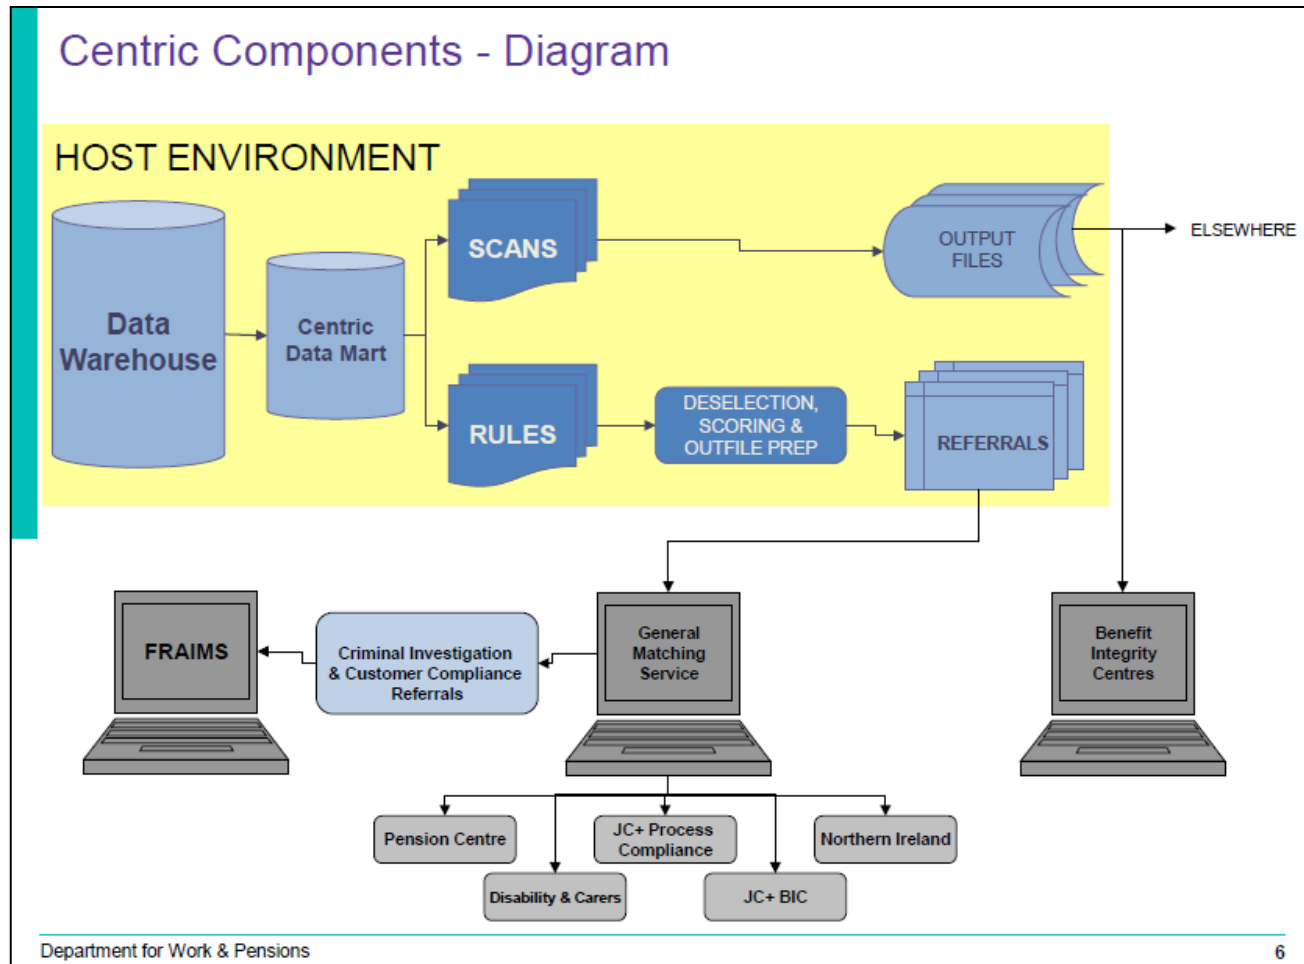 Centric Components - Diagram
HOST ENVIRONMENT
Data
Warehouse
Centric
Data Mart
SCANS
OUTPUT
FILES
ELSEWHERE
RULES
DESELECTION,
SCORING &
OUTFILE PREP
REFERRALS
FRAIMS
Criminal Investigation
& Customer Compliance
Referrals
General
Matching
Service
Benefit
Integrity
Centres
Pension Centre
JC+ Process
Compliance
Northern Ireland
Disability & Carers
JC+ BIC
Department for Work & Pensions
6